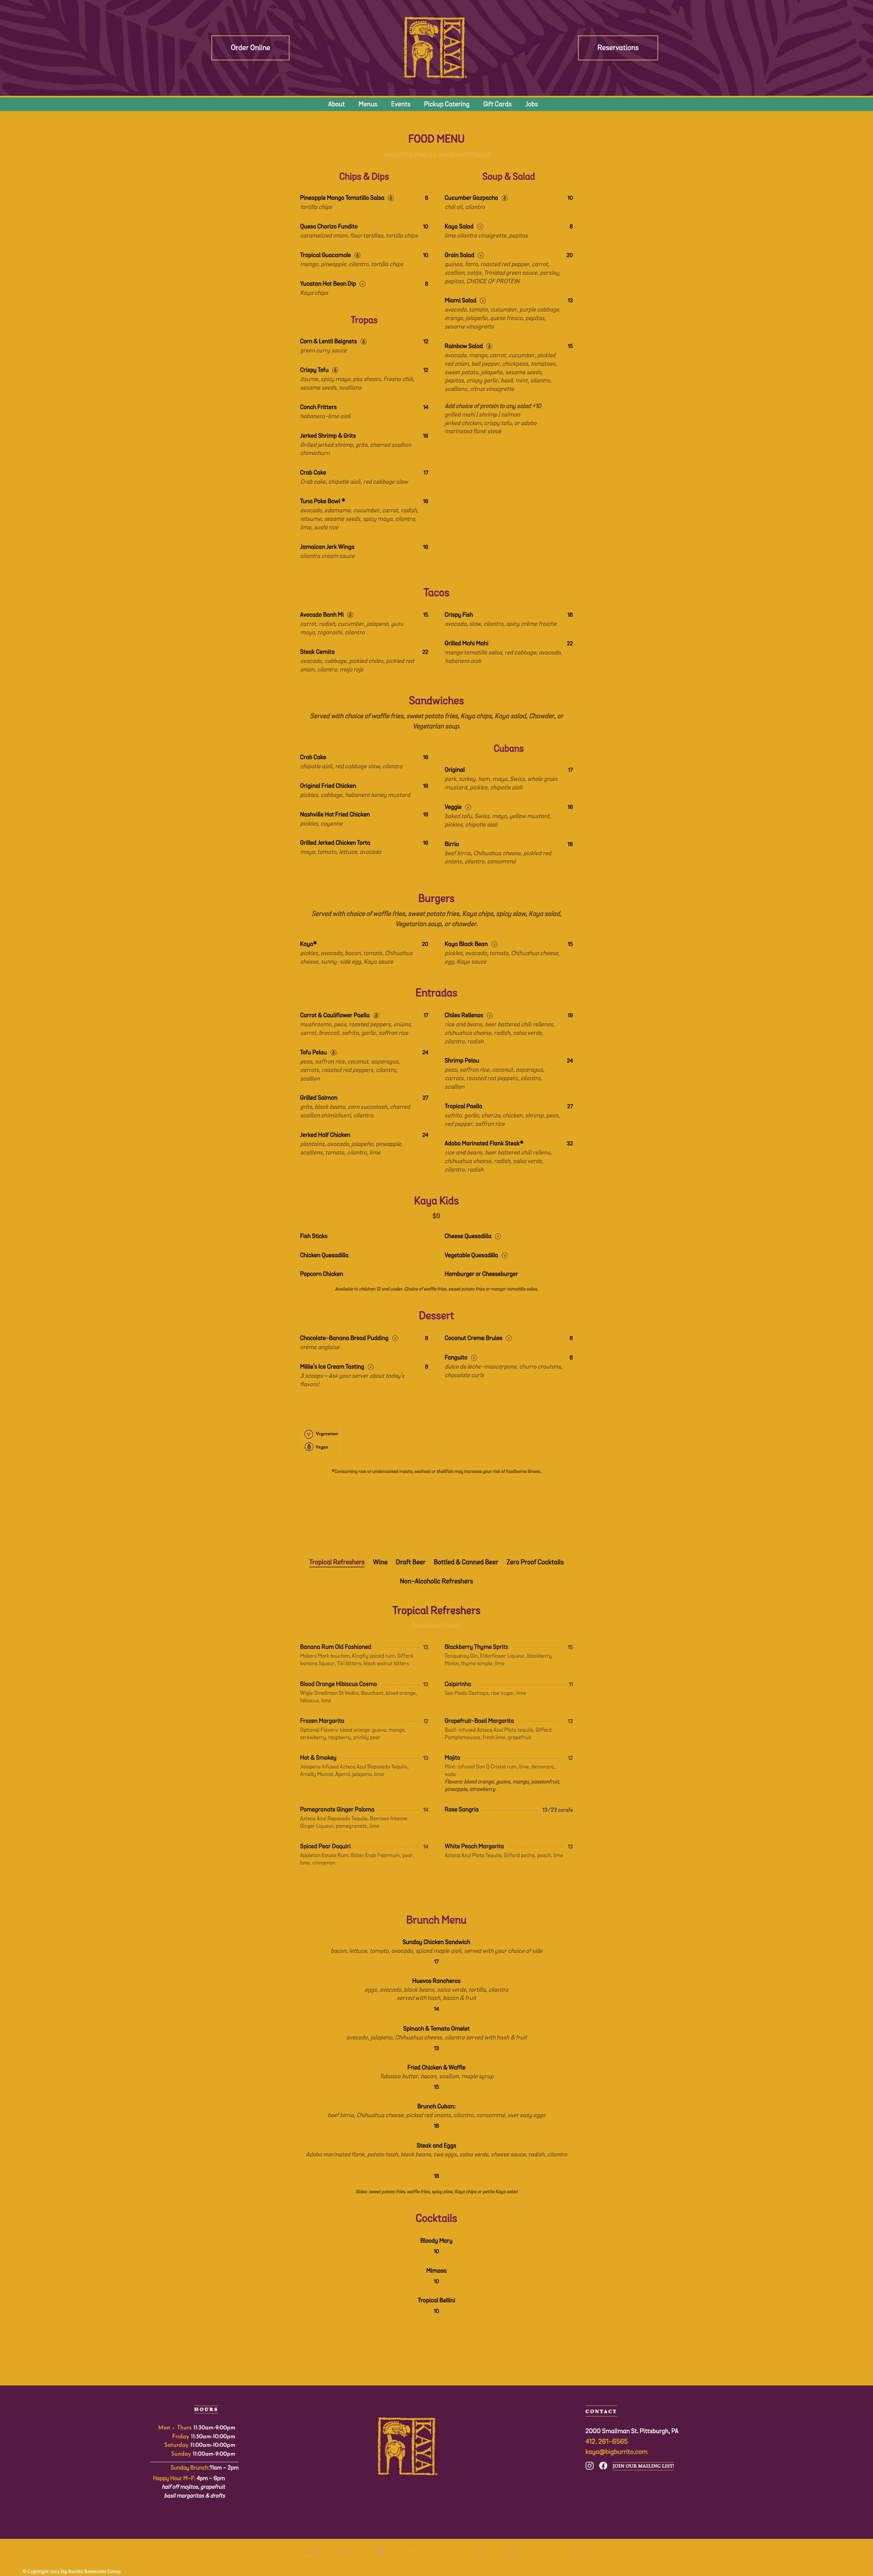 Order Online
KAYA
Reservations
About Menus Events Pickup Catering Gift Cards Jobs
FOOD MENU
Chips & Dips
Pineapple Mango Tomatillo Salsa 8
tortilla chips
Queso Chorizo Fundito 10
caramelized onion, flour tortillas, tortilla chips
Tropical Guacamole 10
mango, pineapple, cilantro, tortilla chips
Yucatan Hot Bean Dip V 8
Kaya chips
Tropas
Corn & Lentil Beignets 12
green curry sauce
Crispy Tofu 12
itsume, spicy mayo, pea shoots, Fresno chili,
sesame seeds, scallions
Conch Fritters 14
habanero-lime aioli
Jerked Shrimp & Grits 16
Grilled jerked shrimp, grits, charred scallion
chimichurri
Crab Cake 17
Crab cake, chipotle aioli, red cabbage slaw
Tuna Poke Bowl * 16
avocado, edamame, cucumber, carrot, radish,
nitsume, sesame seeds, spicy mayo, cilantro,
lime, sushi rice
Jamaican Jerk Wings 16
cilantro cream sauce
Soup & Salad
Cucumber Gazpacho 10
chili oil, cilantro
Kaya Salad V 8
lime cilantro vinaigrette, pepitas
Grain Salad V 20
quinoa, farro, roasted red pepper, carrot,
scallion, cotija, Trinidad green sauce, parsley,
pepitas, CHOICE OF PROTEIN
Miami Salad V 13
avocado, tomato, cucumber, purple cabbage,
orange, jalapeño, queso fresco, pepitas,
sesame vinaigrette
Rainbow Salad 15
avocado, mango, carrot, cucumber, pickled
red onion, bell pepper, chickpeas, tomatoes,
sweet potato, jalapeño, sesame seeds,
pepitas, crispy garlic, basil, mint, cilantro,
scallions, citrus vinaigrette
Add choice of protein to any salad +10
grilled mahi | shrimp | salmon
jerked chicken, crispy tofu, or adobo
marinated flank steak
Tacos
Avocado Banh Mi 15
carrot, radish, cucumber, jalapeno, yuzu
mayo, togarashi, cilantro
Steak Cemita 22
avocado, cabbage, pickled chiles, pickled red
onion, cilantro, mojo rojo
Crispy Fish 18
avocado, slaw, cilantro, spicy crème fraiche
Grilled Mahi Mahi 22
mango tomatillo salsa, red cabbage, avocado,
habanero aioli
Sandwiches
Served with choice of waffle fries, sweet potato fries, Kaya chips, Kaya salad, Chowder, or
Vegetarian soup.
Crab Cake 16
chipotle aioli, red cabbage slaw, cilantro
Original Fried Chicken 16
pickles, cabbage, habanero honey mustard
Nashville Hot Fried Chicken 16
pickles, cayenne
Grilled Jerked Chicken Torta 16
mayo, tomato, lettuce, avocado
Cubans
Original 17
pork, turkey, ham, mayo, Swiss, whole grain
mustard, pickles, chipotle aioli
Veggie V 16
baked tofu, Swiss, mayo, yellow mustard,
pickles, chipotle aioli
Birria 18
beef birria, Chihuahua cheese, pickled red
onions, cilantro, consommé
Burgers
Served with choice of waffle fries, sweet potato fries, Kaya chips, spicy slaw, Kaya salad,
Vegetarian soup, or chowder.
Kaya* 20
pickles, avocado, bacon, tomato, Chihuahua
cheese, sunny-side egg, Kaya sauce
Kaya Black Bean V 15
pickles, avocado, tomato, Chihuahua cheese,
egg, Kaya sauce
Entradas
Carrot & Cauliflower Paella 17
mushrooms, peas, roasted peppers, onions,
carrot, broccoli, sofrito, garlic, saffron rice
Tofu Pelau 24
peas, saffron rice, coconut, asparagus,
carrots, roasted red peppers, cilantro,
scallion
Grilled Salmon 27
grits, black beans, corn succotash, charred
scallion chimichurri, cilantro
Jerked Half Chicken 24
plantains, avocado, jalapeño, pineapple,
scallions, tomato, cilantro, lime
Chiles Rellenos V 19
rice and beans, beer battered chili rellenos,
chihuahua cheese, radish, salsa verde,
cilantro, radish
Shrimp Pelau 24
peas, saffron rice, coconut, asparagus,
carrots, roasted red peppers, cilantro,
scallion
Tropical Paella 27
sofrito, garlic, chorizo, chicken, shrimp, peas,
red pepper, saffron rice
Adobo Marinated Flank Steak* 32
rice and beans, beer battered chili relleno,
chihuahua cheese, radish, salsa verde,
cilantro, radish
Kaya Kids
$9
Fish Sticks
Chicken Quesadilla
Popcorn Chicken
Cheese Quesadilla V
Vegetable Quesadilla V
Hamburger or Cheeseburger
Available to children 12 and under. Choice of waffle fries, sweet potato fries or mango-tomatillo salsa.
Dessert
Chocolate-Banana Bread Pudding V 8
crème anglaise
Millie's Ice Cream Tasting V 8
3 scoops—Ask your server about today's
flavors!
Coconut Creme Brulee V 8
Fanguito V 8
dulce de leche-mascarpone, churro croutons,
chocolate curls
V Vegetarian
Vegan
*Consuming raw or undercooked meats, seafood or shellfish may increase your risk of foodborne illness.
Tropical Refreshers Wine Draft Beer Bottled & Canned Beer Zero Proof Cocktails
Non-Alcoholic Refreshers
Tropical Refreshers
Banana Rum Old Fashioned 13
Makers Mark bourbon, Kingfly spiced rum, Giffard
banana liqueur, Tiki bitters, black walnut bitters
Blackberry Thyme Spritz 15
Tanqueray Gin, Elderflower Liqueur, blackberry
Monin, thyme simple, lime
Blood Orange Hibiscus Cosmo 13
Wigle Smallman St Vodka, Bauchant, blood orange,
hibiscus, lime
Caipirinha 11
Sao Paolo Cachaça, raw sugar, lime
Frozen Margarita 12
Optional Flavors: blood orange, guava, mango,
strawberry, raspberry, prickly pear
Grapefruit-Basil Margarita 13
Basil-infused Azteca Azul Plata tequila, Giffard
Pamplemousse, fresh lime, grapefruit
Hot & Smokey 13
Jalapeno Infused Azteca Azul Reposado Tequila,
Amally Mezcal, Aperol, jalapeno, lime
Mojito 12
Mint-infused Don Q Cristal rum, lime, demerara,
soda
Flavors: blood orange, guava, mango, passionfruit,
pineapple, strawberry
Pomegranate Ginger Paloma 14
Azteca Azul Reposado Tequila, Barrows Intense
Ginger Liqueur, pomegranate, lime
Rose Sangria 13/23 carafe
Spiced Pear Daquiri 14
Appleton Estate Rum, Bitter Ends Falernum, pear,
lime, cinnamon
White Peach Margarita 13
Azteca Azul Plata Tequila, Giffard peche, peach, lime
Brunch Menu
Sunday Chicken Sandwich
bacon, lettuce, tomato, avocado, spiced maple aioli, served with your choice of side
17
Huevos Rancheros
eggs, avocado, black beans, salsa verde, tortilla, cilantro
served with hash, bacon & fruit
14
Spinach & Tomato Omelet
avocado, jalapeno, Chihuahua cheese, cilantro served with hash & fruit
13
Fried Chicken & Waffle
Tabasco butter, bacon, scallion, maple syrup
15
Brunch Cuban:
beef birria, Chihuahua cheese, picked red onions, cilantro, consommé, over easy eggs
18
Steak and Eggs
Adobo marinated flank, potato hash, black beans, two eggs, salsa verde, cheese sauce, radish, cilantro
18
Sides: sweet potato fries, waffle fries, spicy slaw, Kaya chips or petite Kaya salad
Cocktails
Bloody Mary
10
Mimosa
10
Tropical Bellini
10
HOURS
Mon – Thurs 11:30am-9:00pm
Friday 11:30am-10:00pm
Saturday 11:00am-10:00pm
Sunday 11:00am-9:00pm
Sunday Brunch: 11am – 2pm
Happy Hour M-F: 4pm – 6pm
half off mojitos, grapefruit
basil margaritas & drafts
KAYA
CONTACT
2000 Smallman St. Pittsburgh, PA
412. 261-6565
kaya@bigburrito.com
JOIN OUR MAILING LIST!
© Copyright 2023 big Burrito Restaurant Group